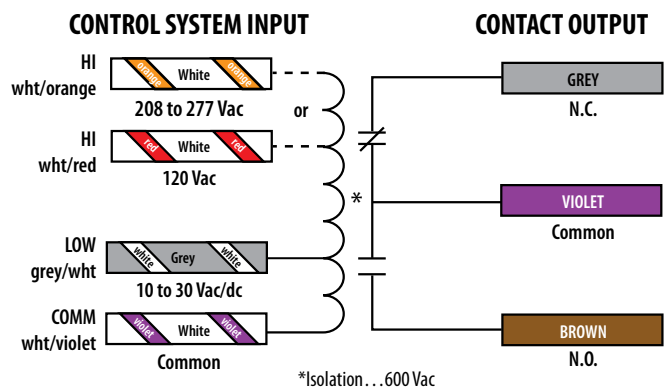 CONTROL SYSTEM INPUT
CONTACT OUTPUT
HI
wht/orange
orange White orange
208 to 277 Vac
or
HI
wht/red
red White red
120 Vac
LOW
grey/wht
white Grey white
10 to 30 Vac/dc
COMM
wht/violet
violet White violet
Common
*
GREY
N.C.
VIOLET
Common
BROWN
N.O.
*Isolation...600 Vac